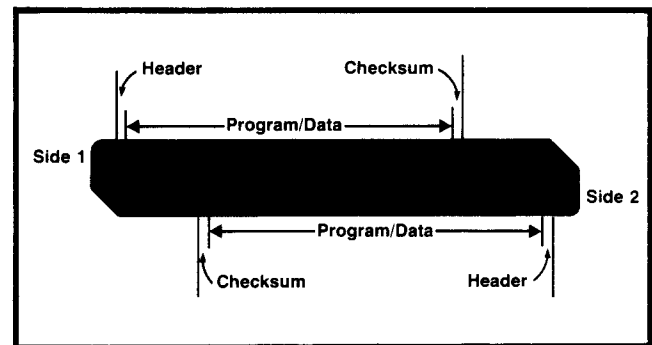 Header
Checksum
Program/Data
Side 1
Side 2
Program/Data
Checksum
Header